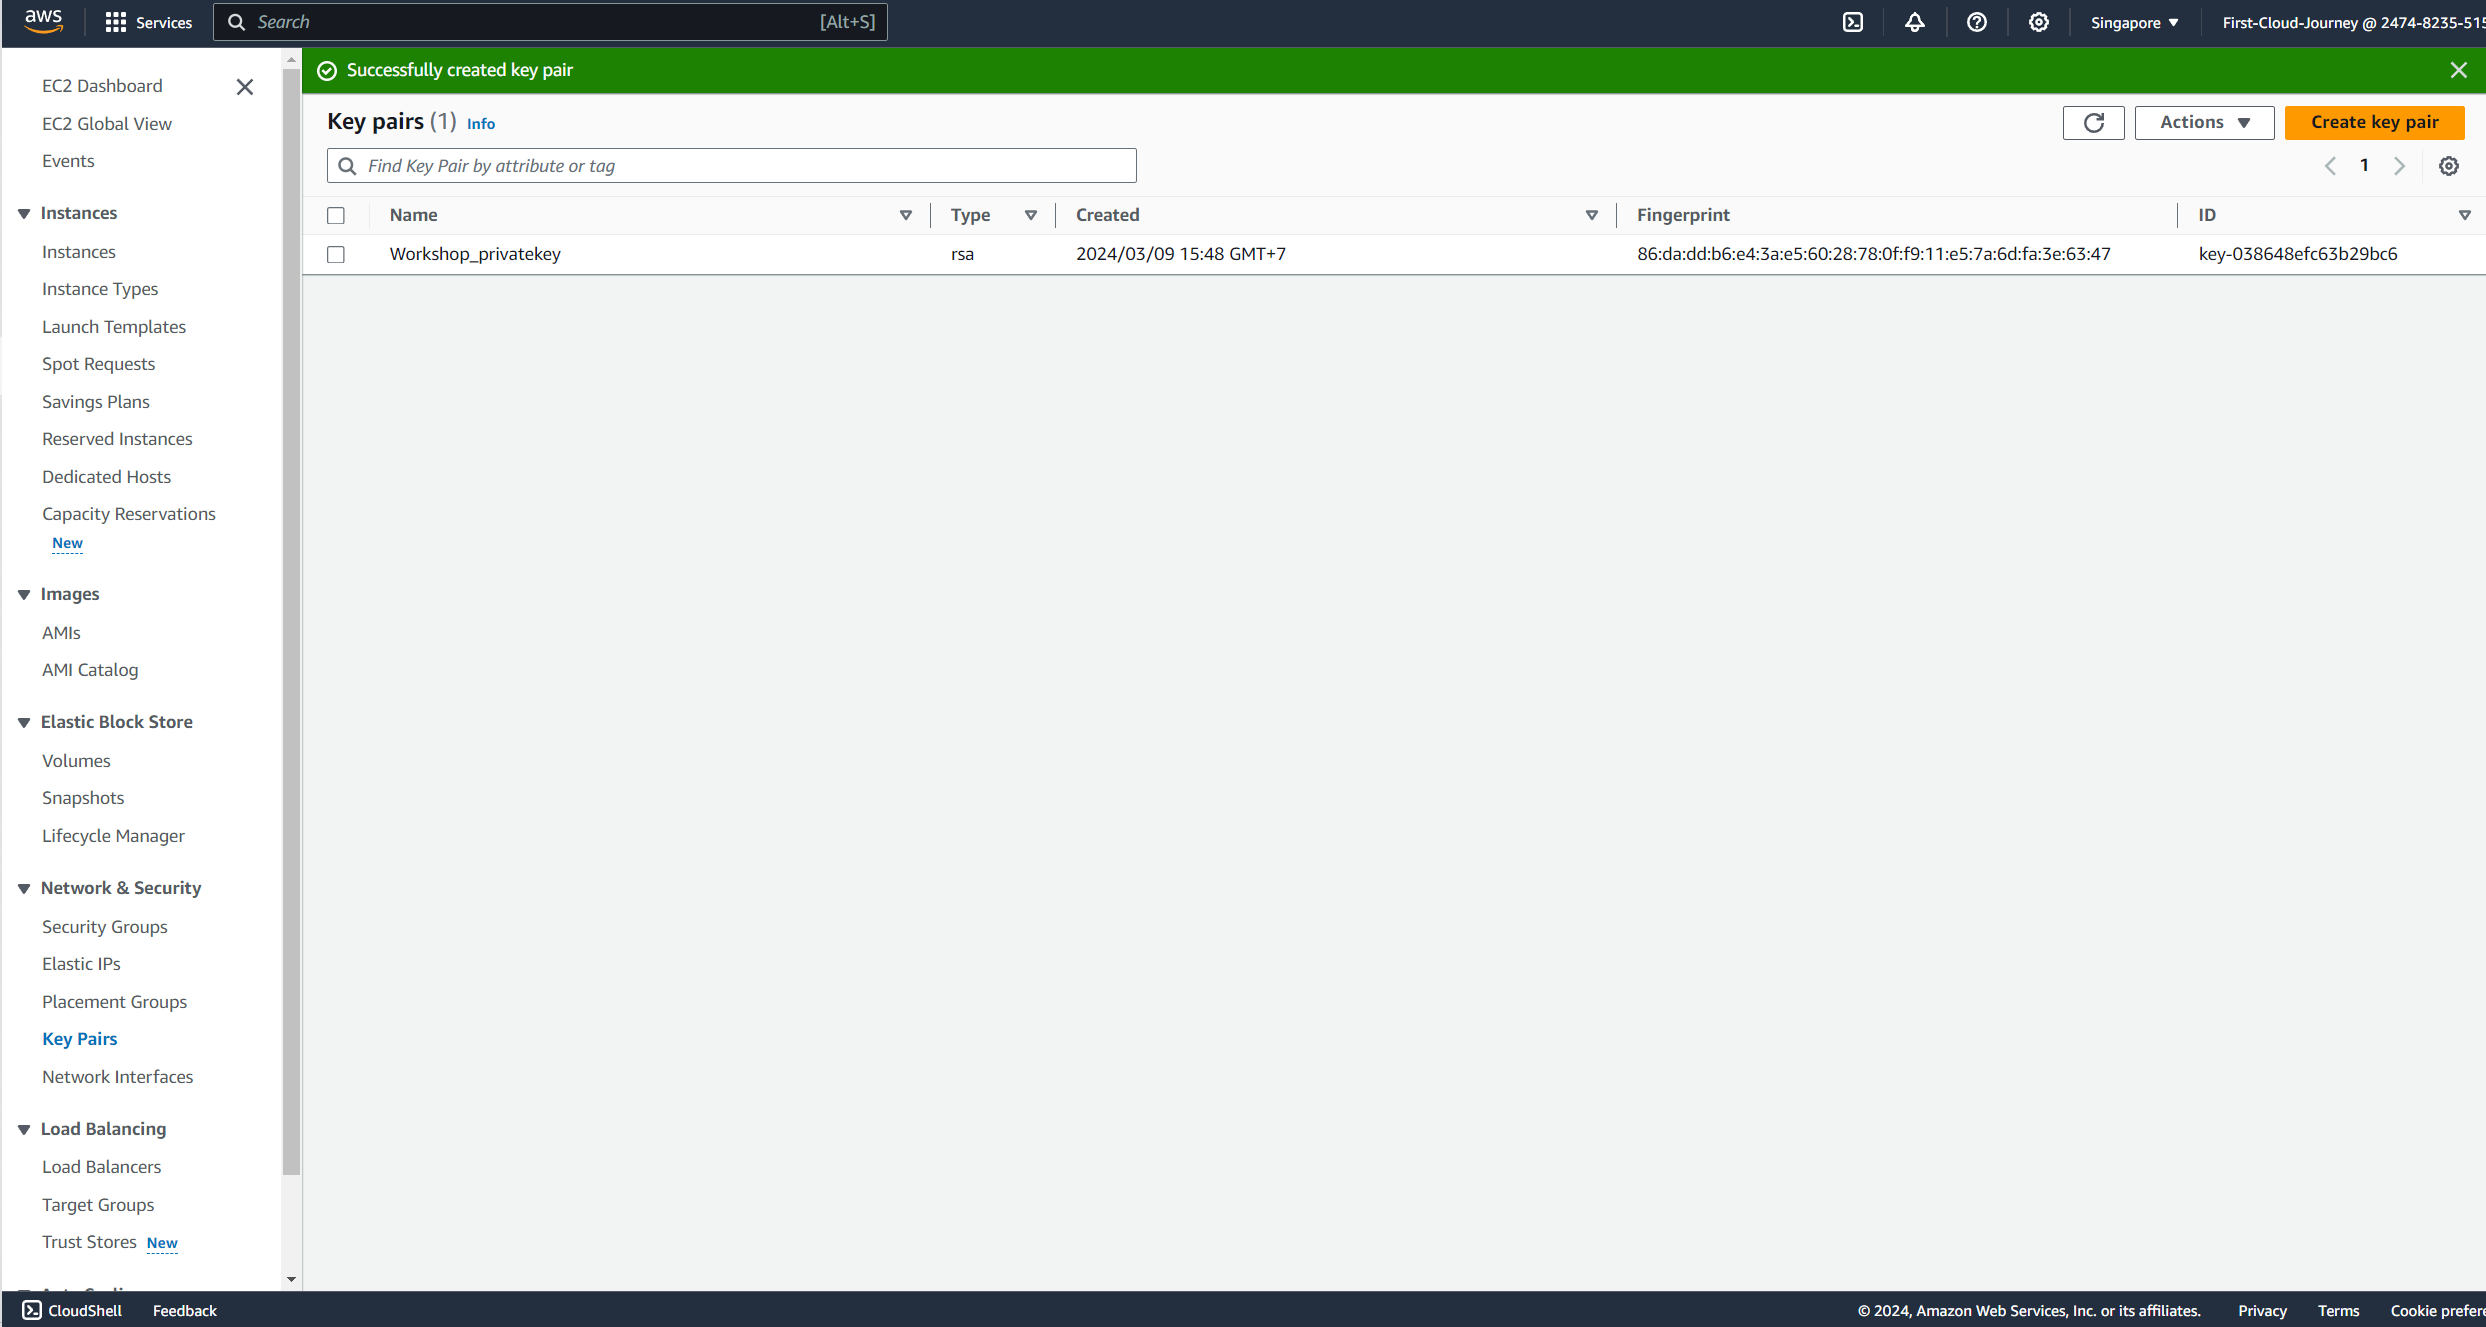 aws Services Search [Alt+S] Singapore First-Cloud-Journey @ 2474-8235-515
EC2 Dashboard
EC2 Global View
Events
Instances
Instances
Instance Types
Launch Templates
Spot Requests
Savings Plans
Reserved Instances
Dedicated Hosts
Capacity Reservations
New
Images
AMIs
AMI Catalog
Elastic Block Store
Volumes
Snapshots
Lifecycle Manager
Network & Security
Security Groups
Elastic IPs
Placement Groups
Key Pairs
Network Interfaces
Load Balancing
Load Balancers
Target Groups
Trust Stores New
Successfully created key pair
Key pairs (1) Info Actions Create key pair
Find Key Pair by attribute or tag 1
Name Type Created Fingerprint ID
Workshop_privatekey rsa 2024/03/09 15:48 GMT+7 86:da:dd:b6:e4:3a:e5:60:28:78:0f:f9:11:e5:7a:6d:fa:3e:63:47 key-038648efc63b29bc6
CloudShell Feedback © 2024, Amazon Web Services, Inc. or its affiliates. Privacy Terms Cookie prefere